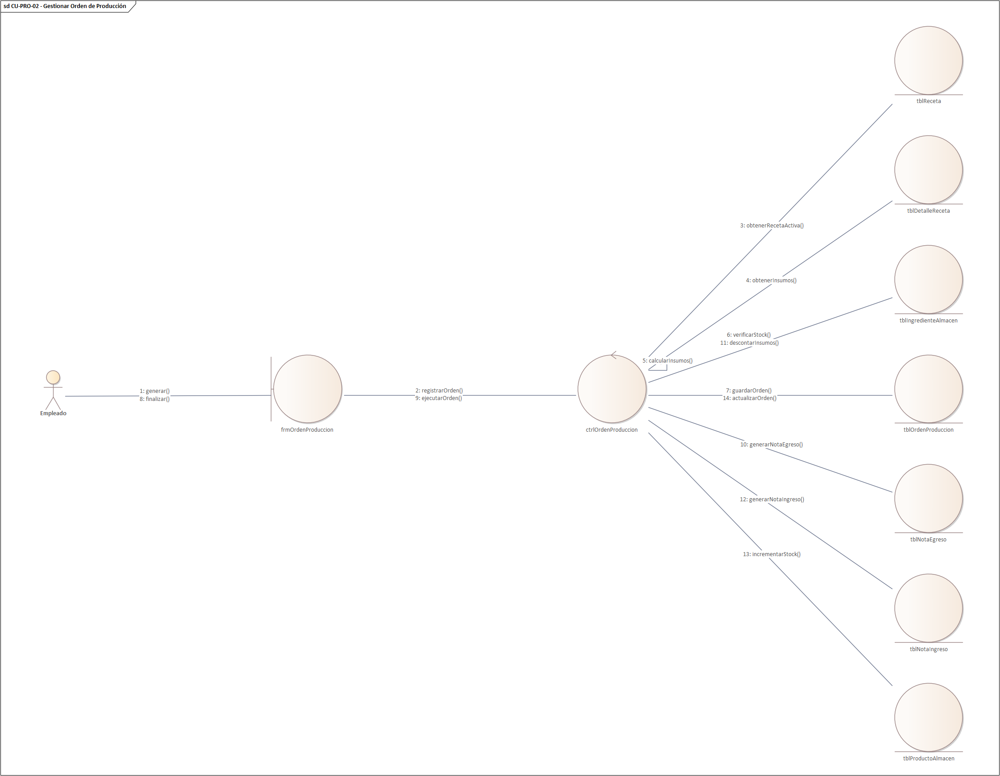 sd CU-PRO-02 - Gestionar Orden de Producción
tblReceta
tblDetalleReceta
3: obtenerRecetaActiva()
4: obtenerInsumos()
tblIngredienteAlmacen
6: verificarStock()
11: descontarInsumos()
5: calcularInsumos()
1: generar()
8: finalizar()
2: registrarOrden()
9: ejecutarOrden()
7: guardarOrden()
14: actualizarOrden()
Empleado
frmOrdenProduccion
ctrlOrdenProduccion
tblOrdenProduccion
10: generarNotaEgreso()
12: generarNotaIngreso()
tblNotaEgreso
13: incrementarStock()
tblNotaIngreso
tblProductoAlmacen